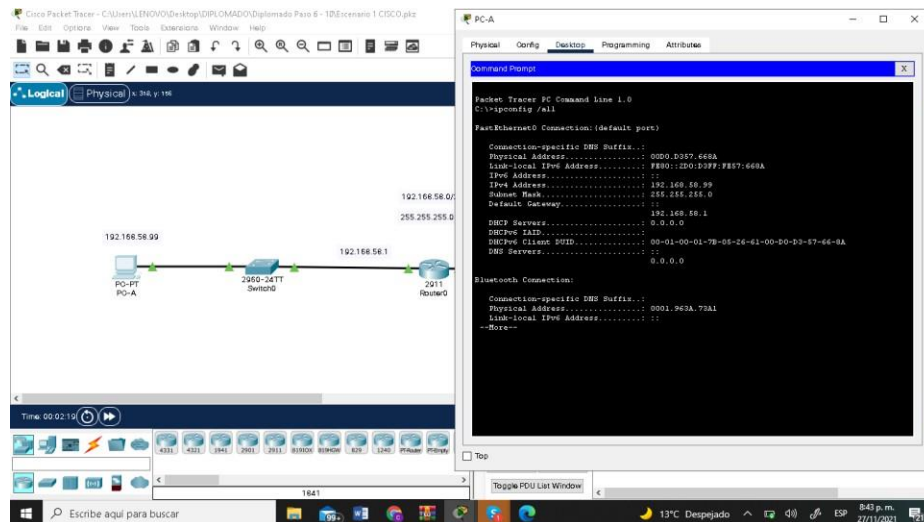 Cisco Packet Tracer - C:\Users\LENOVO\Desktop\DIPLOMADO\Diplomado Paso 6 - 10\Escenario 1 CISCO.pkz
File Edit Options View Tools Extensions Window Help
Logical Physical x: 318, y: 116
192.168.58.0/
255.255.255.0
192.168.58.99
192.168.58.1
PC-PT
PC-A
2960-24TT
Switch0
2911
Router0
Time: 00:02:19
4331 4321 1941 2901 2911 819IOX 819HGW 829 1240 PT-Router PT-Empty
1841
PC-A
Physical Config Desktop Programming Attributes
Command Prompt X
Packet Tracer PC Command Line 1.0
C:\>ipconfig /all
FastEthernet0 Connection:(default port)
Connection-specific DNS Suffix..:
Physical Address................: 00D0.D357.668A
Link-local IPv6 Address.........: FE80::2D0:D3FF:FE57:668A
IPv6 Address....................: ::
IPv4 Address....................: 192.168.58.99
Subnet Mask.....................: 255.255.255.0
Default Gateway.................: ::
192.168.58.1
DHCP Servers....................: 0.0.0.0
DHCPv6 IAID.....................:
DHCPv6 Client DUID..............: 00-01-00-01-7B-05-26-61-00-D0-D3-57-66-8A
DNS Servers.....................: ::
0.0.0.0
Bluetooth Connection:
Connection-specific DNS Suffix..:
Physical Address................: 0001.963A.73A1
Link-local IPv6 Address.........: ::
--More--
Top
Toggle PDU List Window
Escribe aquí para buscar
99+
13°C Despejado
ESP
8:43 p. m.
27/11/2021